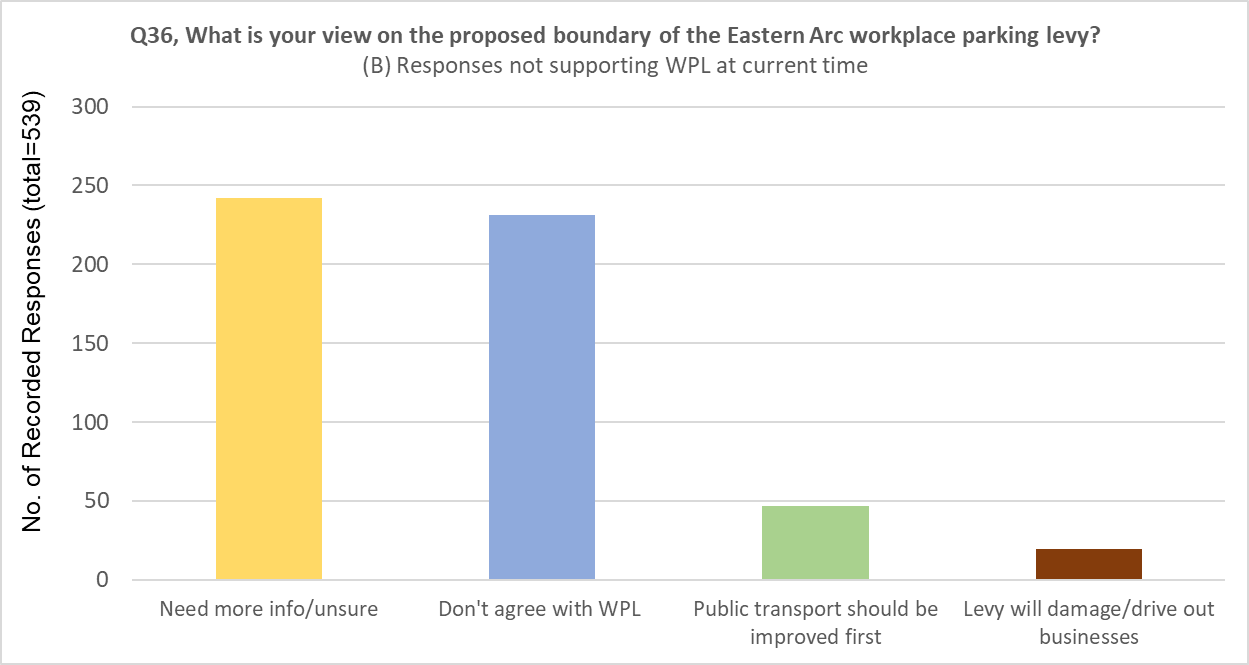 Q36, What is your view on the proposed boundary of the Eastern Arc workplace parking levy?
(B) Responses not supporting WPL at current time
No. of Recorded Responses (total=539)
300
250
200
150
100
50
0
Need more info/unsure
Don't agree with WPL
Public transport should be
improved first
Levy will damage/drive out
businesses